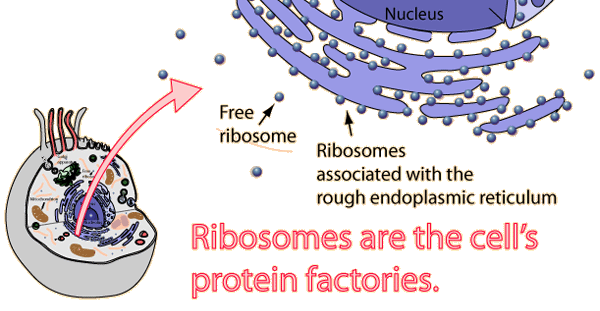 Nucleus
Free
ribosome
Ribosomes
associated with the
rough endoplasmic reticulum
Ribosomes are the cell's
protein factories.